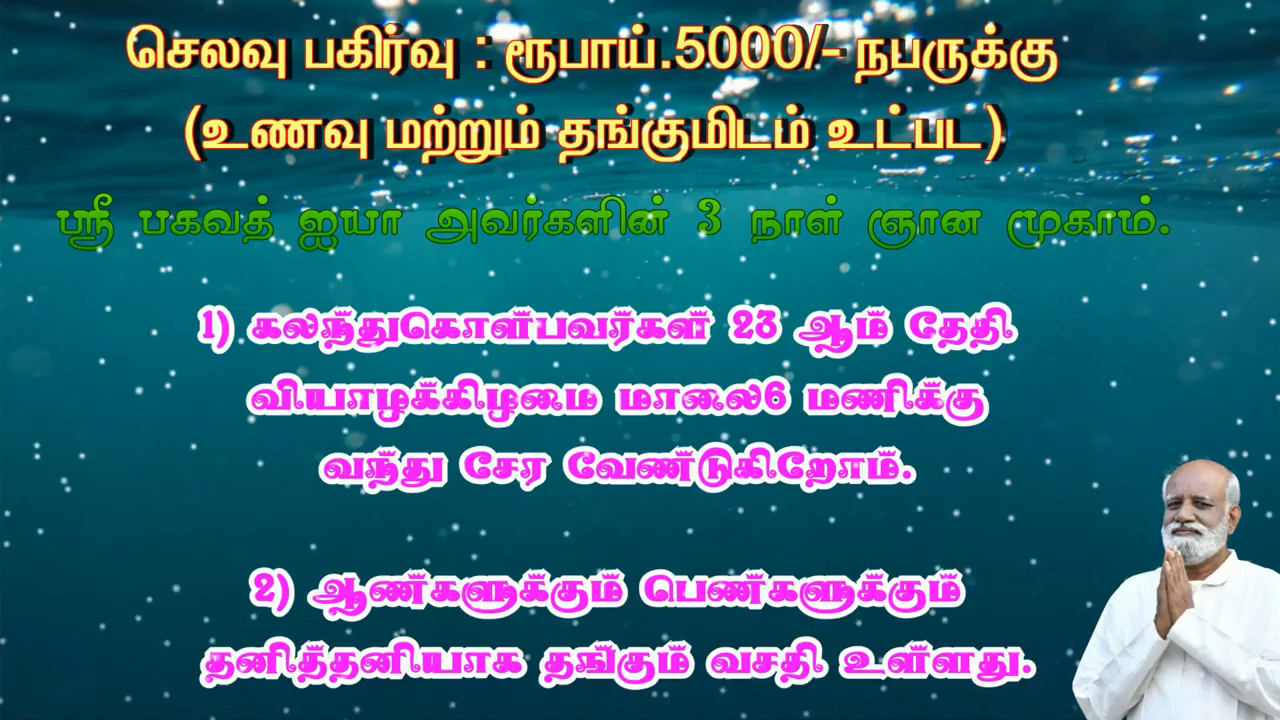 செலவு பகிர்வு : ரூபாய்.5000/- நபருக்கு
(உணவு மற்றும் தங்குமிடம் உட்பட)
ஸ்ரீ பகவத் ஐயா அவர்களின் 3 நாள் ஞான முகாம்.
1) கலந்துகொள்பவர்கள் 23 ஆம் தேதி
வியாழக்கிழமை மாலை6 மணிக்கு
வந்து சேர வேண்டுகிறோம்.
2) ஆண்களுக்கும் பெண்களுக்கும்
தனித்தனியாக தங்கும் வசதி உள்ளது.